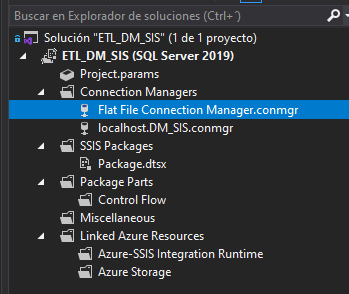 Buscar en Explorador de soluciones (Ctrl+´)
Solución "ETL_DM_SIS" (1 de 1 proyecto)
ETL_DM_SIS (SQL Server 2019)
Project.params
Connection Managers
Flat File Connection Manager.conmgr
localhost.DM_SIS.conmgr
SSIS Packages
Package.dtsx
Package Parts
Control Flow
Miscellaneous
Linked Azure Resources
Azure-SSIS Integration Runtime
Azure Storage